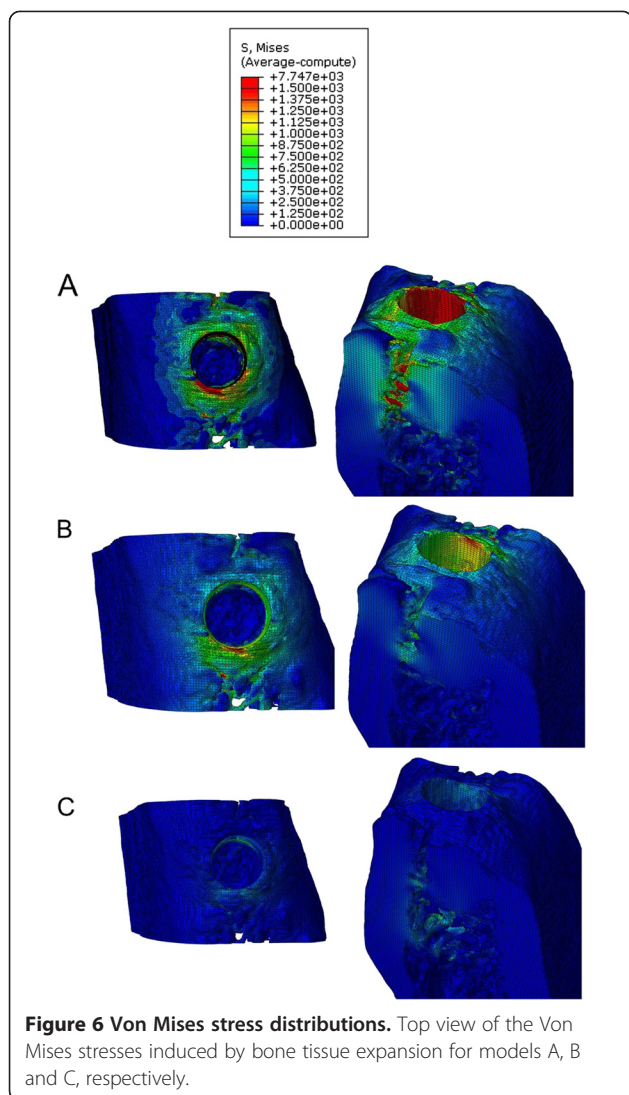 S, Mises
(Average-compute)
+7.747e+03
+1.500e+03
+1.375e+03
+1.250e+03
+1.125e+03
+1.000e+03
+8.750e+02
+7.500e+02
+6.250e+02
+5.000e+02
+3.750e+02
+2.500e+02
+1.250e+02
+0.000e+00
A
B
C
Figure 6 Von Mises stress distributions. Top view of the Von
Mises stresses induced by bone tissue expansion for models A, B
and C, respectively.